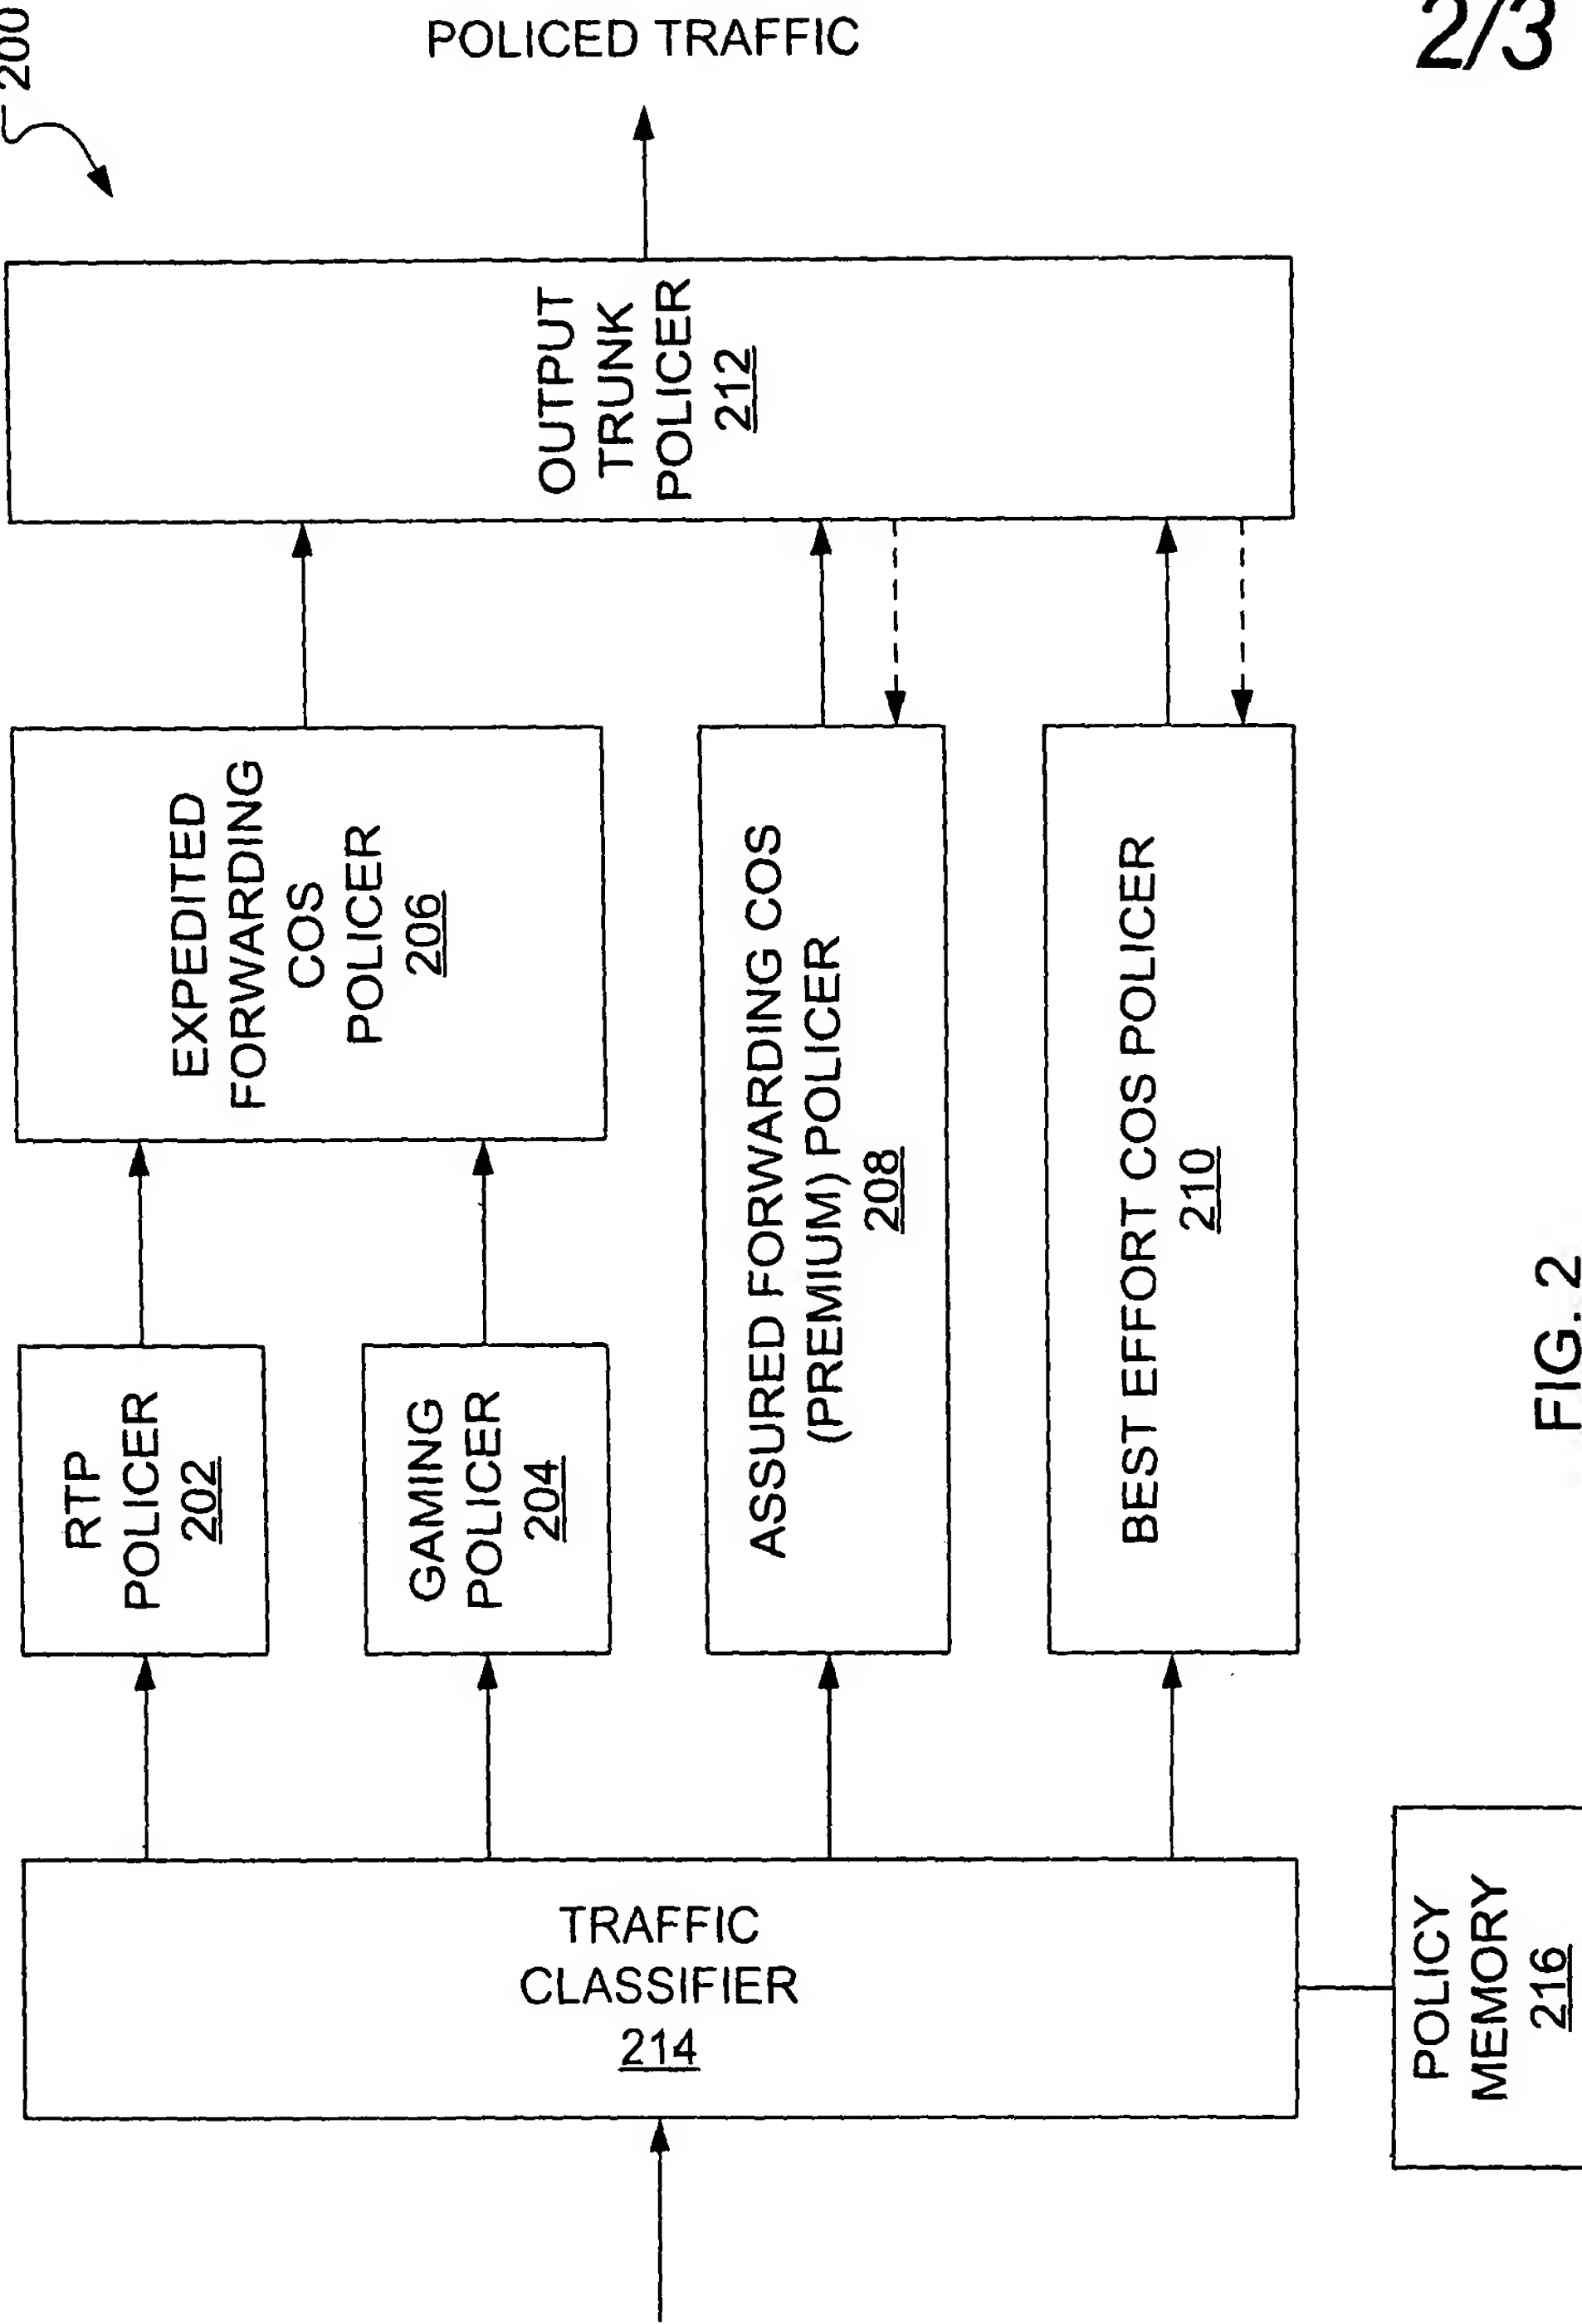 2/3
200
POLICED TRAFFIC
OUTPUT
TRUNK
POLICER
212
EXPEDITED
FORWARDING
COS
POLICER
206
ASSURED FORWARDING COS
(PREMIUM) POLICER
208
BEST EFFORT COS POLICER
210
RTP
POLICER
202
GAMING
POLICER
204
TRAFFIC
CLASSIFIER
214
POLICY
MEMORY
216
FIG. 2